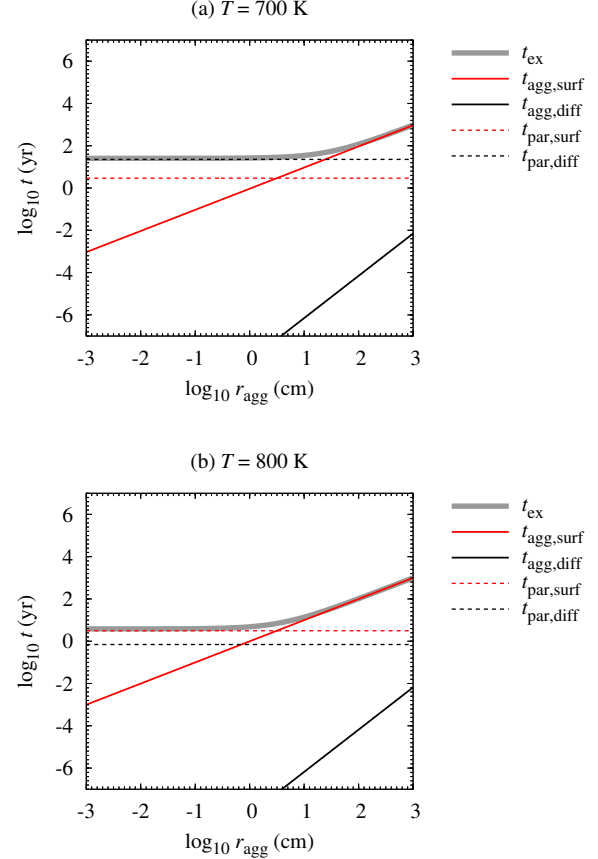 (a) T = 700 K
log10 t (yr)
6
4
2
0
-2
-4
-6
-3 -2 -1 0 1 2 3
log10 ragg (cm)
tex
tagg,surf
tagg,diff
tpar,surf
tpar,diff
(b) T = 800 K
log10 t (yr)
6
4
2
0
-2
-4
-6
-3 -2 -1 0 1 2 3
log10 ragg (cm)
tex
tagg,surf
tagg,diff
tpar,surf
tpar,diff